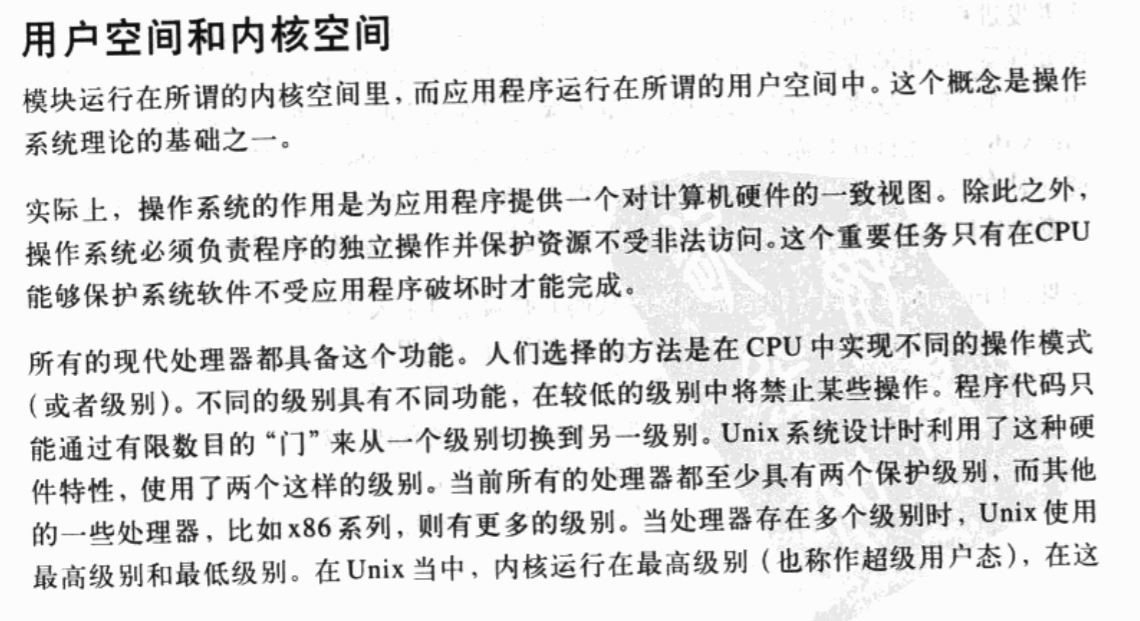 用户空间和内核空间
模块运行在所谓的内核空间里，而应用程序运行在所谓的用户空间中。这个概念是操作
系统理论的基础之一。
实际上，操作系统的作用是为应用程序提供一个对计算机硬件的一致视图。除此之外，
操作系统必须负责程序的独立操作并保护资源不受非法访问。这个重要任务只有在CPU
能够保护系统软件不受应用程序破坏时才能完成。
所有的现代处理器都具备这个功能。人们选择的方法是在 CPU 中实现不同的操作模式
（或者级别）。不同的级别具有不同功能，在较低的级别中将禁止某些操作。程序代码只
能通过有限数目的“门”来从一个级别切换到另一级别。Unix 系统设计时利用了这种硬
件特性，使用了两个这样的级别。当前所有的处理器都至少具有两个保护级别，而其他
的一些处理器，比如 x86 系列，则有更多的级别。当处理器存在多个级别时，Unix 使用
最高级别和最低级别。在 Unix 当中，内核运行在最高级别（也称作超级用户态），在这